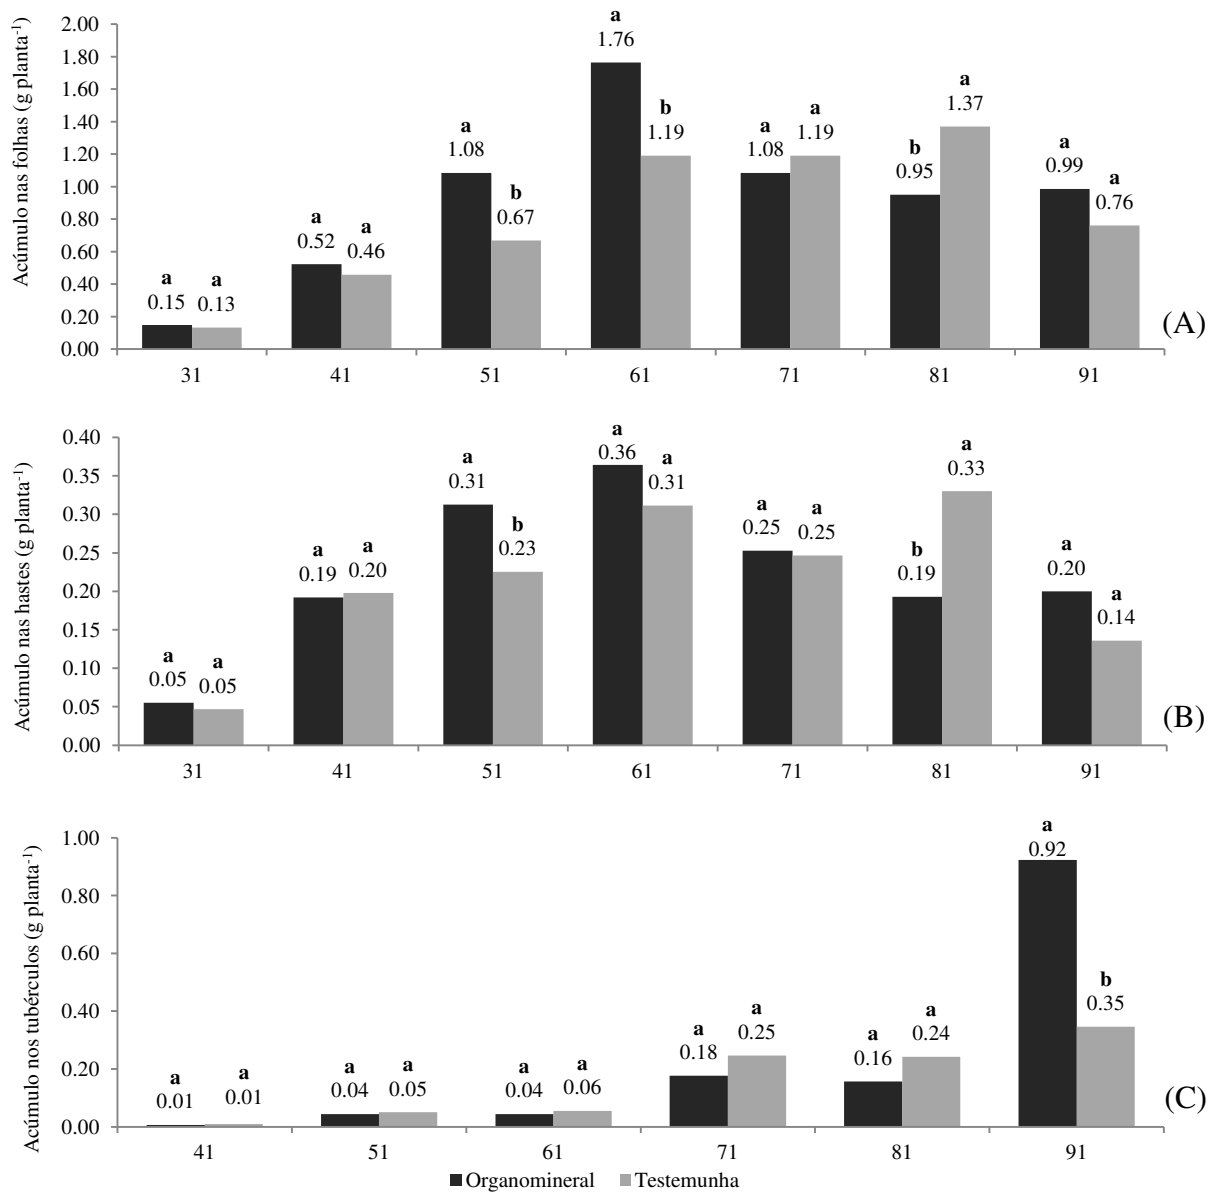 Acúmulo nas folhas (g planta⁻¹)
2.00
1.80
1.60
1.40
1.20
1.00
0.80
0.60
0.40
0.20
0.00
a a
0.15 0.13
a a
0.52 0.46
a b
1.08 0.67
a b
1.76 1.19
a a
1.08 1.19
b a
0.95 1.37
a a
0.99 0.76
(A)
31 41 51 61 71 81 91
Acúmulo nas hastes (g planta⁻¹)
0.40
0.35
0.30
0.25
0.20
0.15
0.10
0.05
0.00
a a
0.05 0.05
a a
0.19 0.20
a b
0.31 0.23
a a
0.36 0.31
a a
0.25 0.25
b a
0.19 0.33
a a
0.20 0.14
(B)
31 41 51 61 71 81 91
Acúmulo nos tubérculos (g planta⁻¹)
1.00
0.80
0.60
0.40
0.20
0.00
a a
0.01 0.01
a a
0.04 0.05
a a
0.04 0.06
a a
0.18 0.25
a a
0.16 0.24
a b
0.92 0.35
(C)
41 51 61 71 81 91
Organomineral Testemunha